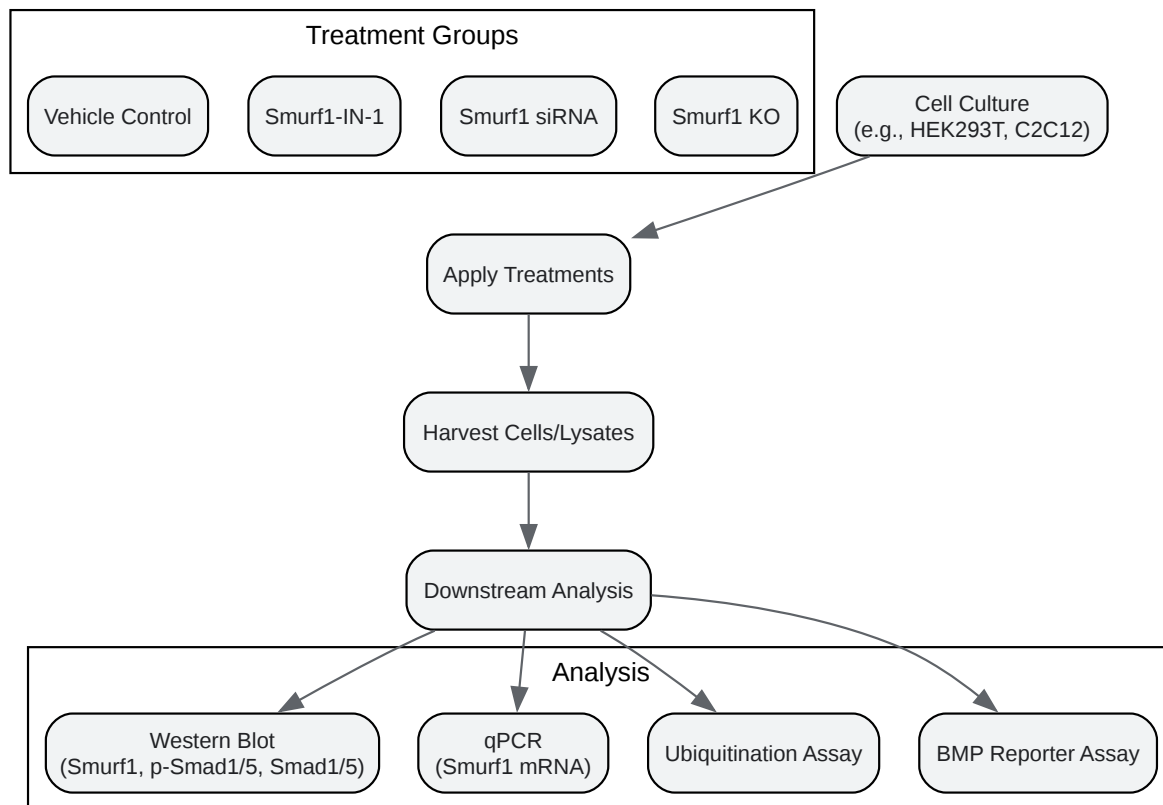 Treatment Groups
Vehicle Control
Smurf1-IN-1
Smurf1 siRNA
Smurf1 KO
Cell Culture
(e.g., HEK293T, C2C12)
Apply Treatments
Harvest Cells/Lysates
Downstream Analysis
Analysis
Western Blot
(Smurf1, p-Smad1/5, Smad1/5)
qPCR
(Smurf1 mRNA)
Ubiquitination Assay
BMP Reporter Assay